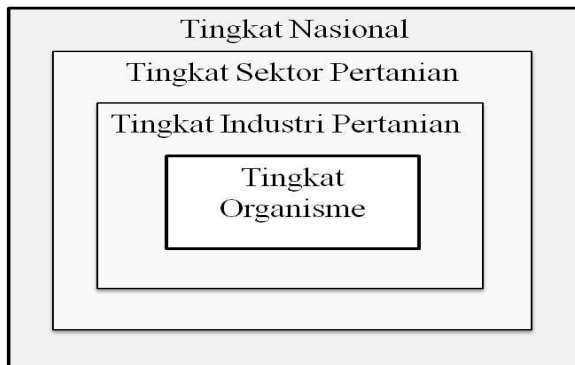 Tingkat Nasional
Tingkat Sektor Pertanian
Tingkat Industri Pertanian
Tingkat
Organisme